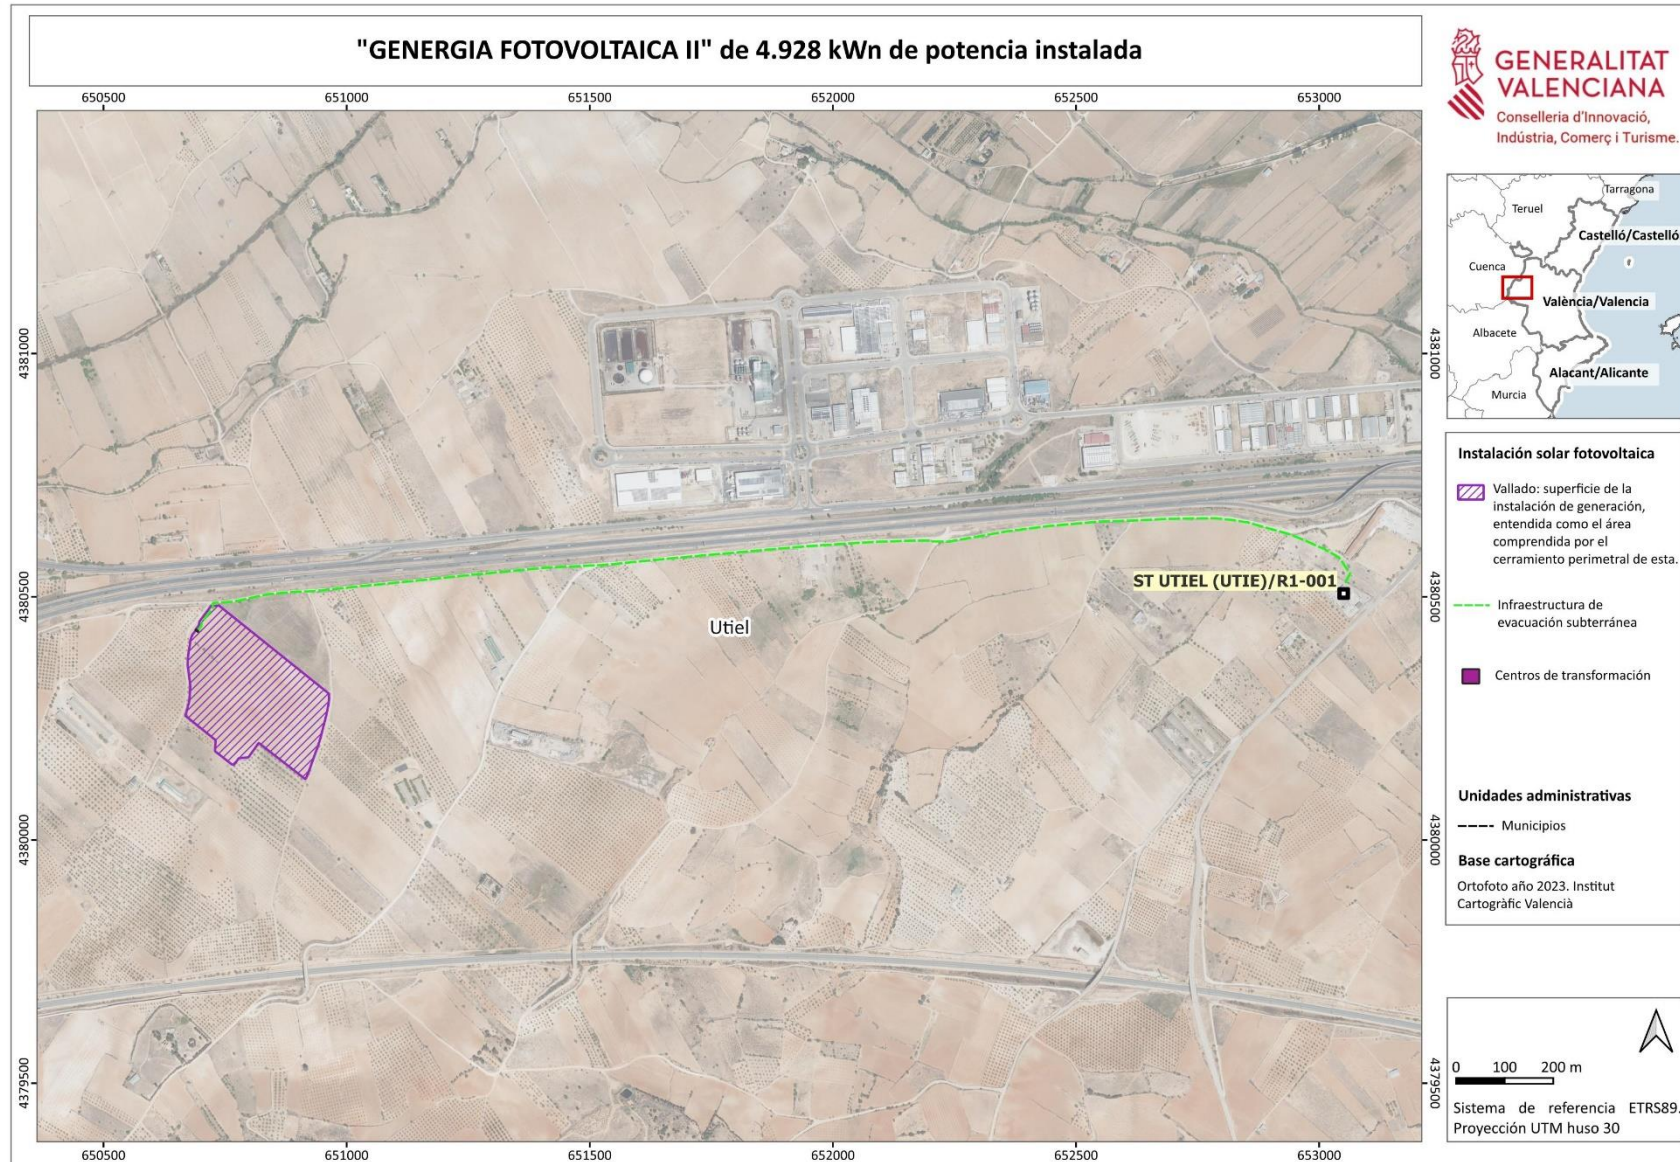 "GENERGIA FOTOVOLTAICA II" de 4.928 kWn de potencia instalada
GENERALITAT
VALENCIANA
Conselleria d'Innovació,
Indústria, Comerç i Turisme.
650500 651000 651500 652000 652500 653000
4381000 4381000
4380500 4380500
4380000 4380000
4379500 4379500
650500 651000 651500 652000 652500 653000
ST UTIEL (UTIE)/R1-001
Utiel
Tarragona
Teruel
Castelló/Castelló
Cuenca
València/Valencia
Albacete
Alacant/Alicante
Murcia
Instalación solar fotovoltaica
Vallado: superficie de la
instalación de generación,
entendida como el área
comprendida por el
cerramiento perimetral de esta.
Infraestructura de
evacuación subterránea
Centros de transformación
Unidades administrativas
Municipios
Base cartográfica
Ortofoto año 2023. Institut
Cartogràfic Valencià
0 100 200 m
Sistema de referencia ETRS89.
Proyección UTM huso 30